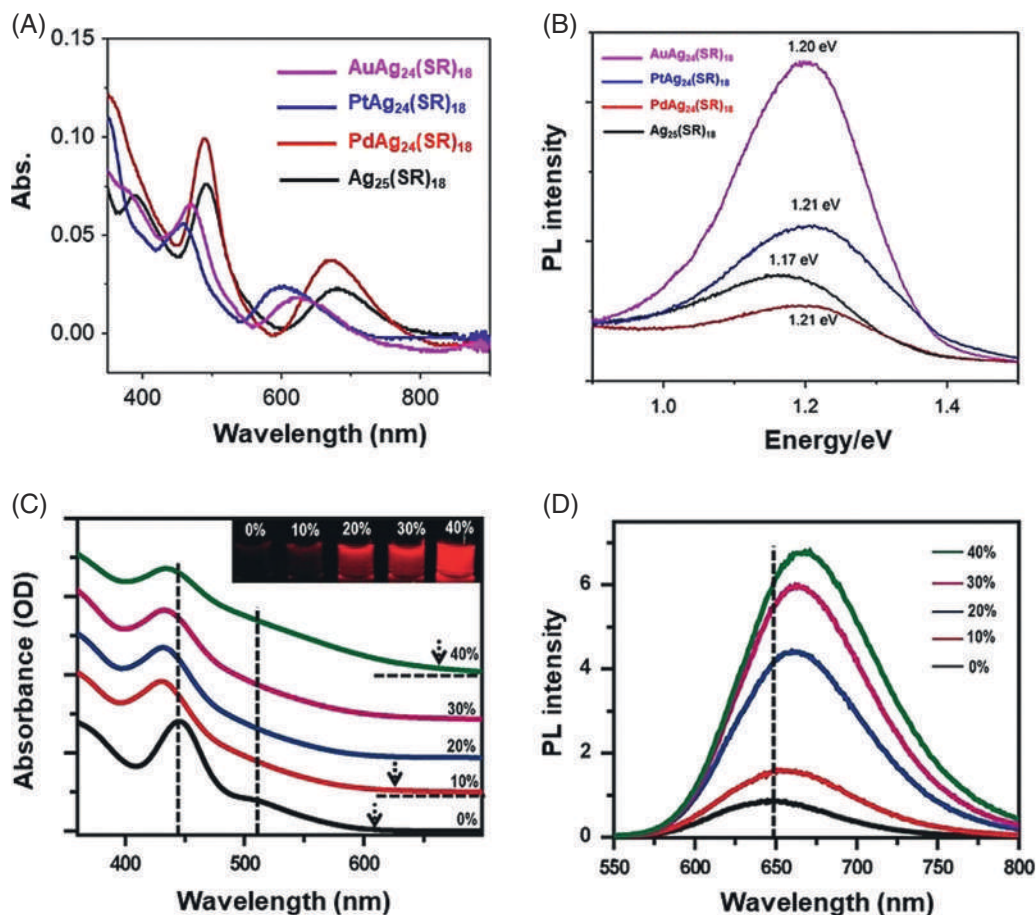 (A)
0.15
0.10
0.05
0.00
Abs.
AuAg24(SR)18
PtAg24(SR)18
PdAg24(SR)18
Ag25(SR)18
400 600 800
Wavelength (nm)
(B)
PL intensity
AuAg24(SR)18
PtAg24(SR)18
PdAg24(SR)18
Ag25(SR)18
1.20 eV
1.21 eV
1.17 eV
1.21 eV
1.0 1.2 1.4
Energy/eV
(C)
Absorbance (OD)
0% 10% 20% 30% 40%
40%
30%
20%
10%
0%
400 500 600
Wavelength (nm)
(D)
PL intensity
6
4
2
0
40%
30%
20%
10%
0%
550 600 650 700 750 800
Wavelength (nm)